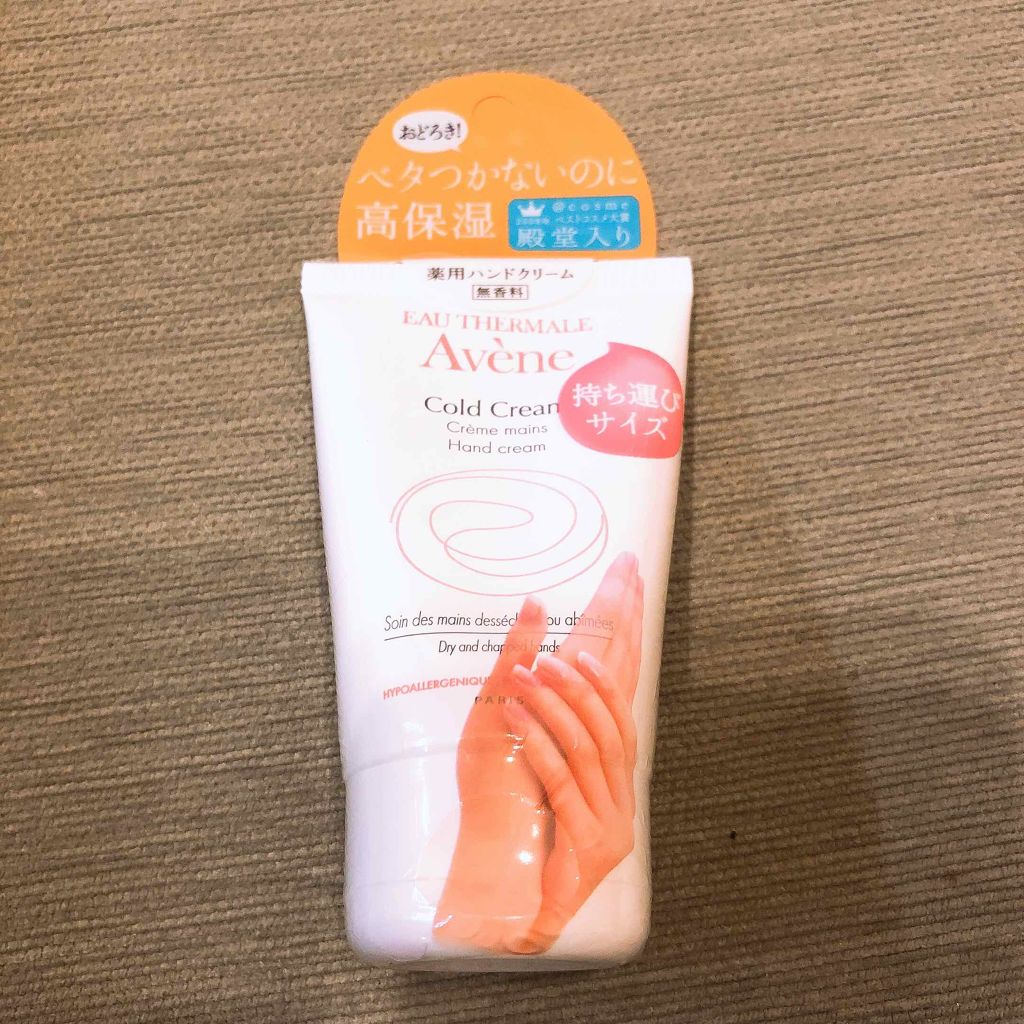 おどろき!
ベタつかないのに
高保湿
@cosme
ベストコスメ大賞
殿堂入り
薬用ハンドクリーム
無香料
EAU THERMALE
Avène
Cold Cream
持ち運び
サイズ
Crème mains
Hand cream
Soin des mains desséchées ou abîmées
Dry and chapped hands
HYPOALLERGENIQUE
PARIS